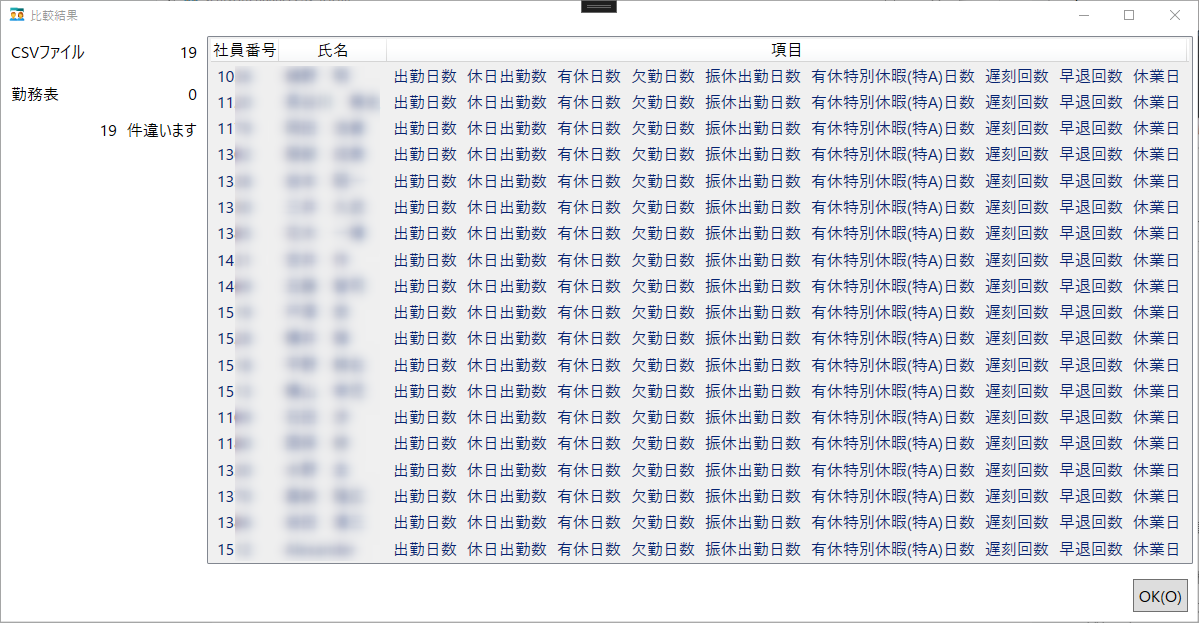 比較結果
CSVファイル 19
勤務表 0
19 件違います
社員番号 氏名 項目
10 出勤日数 休日出勤数 有休日数 欠勤日数 振休出勤日数 有休特別休暇(特A)日数 遅刻回数 早退回数 休業日
11 出勤日数 休日出勤数 有休日数 欠勤日数 振休出勤日数 有休特別休暇(特A)日数 遅刻回数 早退回数 休業日
11 出勤日数 休日出勤数 有休日数 欠勤日数 振休出勤日数 有休特別休暇(特A)日数 遅刻回数 早退回数 休業日
13 出勤日数 休日出勤数 有休日数 欠勤日数 振休出勤日数 有休特別休暇(特A)日数 遅刻回数 早退回数 休業日
13 出勤日数 休日出勤数 有休日数 欠勤日数 振休出勤日数 有休特別休暇(特A)日数 遅刻回数 早退回数 休業日
13 出勤日数 休日出勤数 有休日数 欠勤日数 振休出勤日数 有休特別休暇(特A)日数 遅刻回数 早退回数 休業日
13 出勤日数 休日出勤数 有休日数 欠勤日数 振休出勤日数 有休特別休暇(特A)日数 遅刻回数 早退回数 休業日
14 出勤日数 休日出勤数 有休日数 欠勤日数 振休出勤日数 有休特別休暇(特A)日数 遅刻回数 早退回数 休業日
14 出勤日数 休日出勤数 有休日数 欠勤日数 振休出勤日数 有休特別休暇(特A)日数 遅刻回数 早退回数 休業日
15 出勤日数 休日出勤数 有休日数 欠勤日数 振休出勤日数 有休特別休暇(特A)日数 遅刻回数 早退回数 休業日
15 出勤日数 休日出勤数 有休日数 欠勤日数 振休出勤日数 有休特別休暇(特A)日数 遅刻回数 早退回数 休業日
15 出勤日数 休日出勤数 有休日数 欠勤日数 振休出勤日数 有休特別休暇(特A)日数 遅刻回数 早退回数 休業日
15 出勤日数 休日出勤数 有休日数 欠勤日数 振休出勤日数 有休特別休暇(特A)日数 遅刻回数 早退回数 休業日
11 出勤日数 休日出勤数 有休日数 欠勤日数 振休出勤日数 有休特別休暇(特A)日数 遅刻回数 早退回数 休業日
11 出勤日数 休日出勤数 有休日数 欠勤日数 振休出勤日数 有休特別休暇(特A)日数 遅刻回数 早退回数 休業日
13 出勤日数 休日出勤数 有休日数 欠勤日数 振休出勤日数 有休特別休暇(特A)日数 遅刻回数 早退回数 休業日
13 出勤日数 休日出勤数 有休日数 欠勤日数 振休出勤日数 有休特別休暇(特A)日数 遅刻回数 早退回数 休業日
13 出勤日数 休日出勤数 有休日数 欠勤日数 振休出勤日数 有休特別休暇(特A)日数 遅刻回数 早退回数 休業日
15 出勤日数 休日出勤数 有休日数 欠勤日数 振休出勤日数 有休特別休暇(特A)日数 遅刻回数 早退回数 休業日
OK(O)